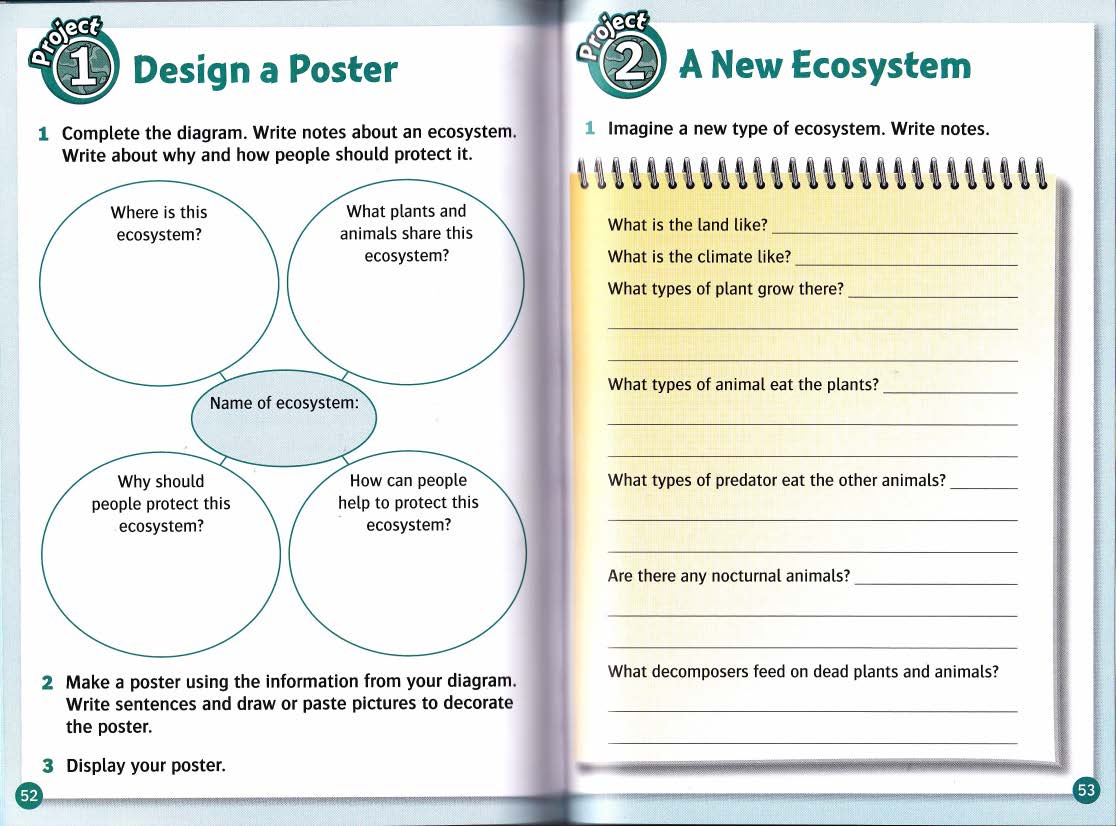 Project
1
Design a Poster
1 Complete the diagram. Write notes about an ecosystem.
Write about why and how people should protect it.
Where is this
ecosystem?
What plants and
animals share this
ecosystem?
Name of ecosystem:
Why should
people protect this
ecosystem?
How can people
help to protect this
ecosystem?
2 Make a poster using the information from your diagram.
Write sentences and draw or paste pictures to decorate
the poster.
3 Display your poster.
52
Project
2
A New Ecosystem
1 Imagine a new type of ecosystem. Write notes.
What is the land like?
What is the climate like?
What types of plant grow there?
What types of animal eat the plants?
What types of predator eat the other animals?
Are there any nocturnal animals?
What decomposers feed on dead plants and animals?
53